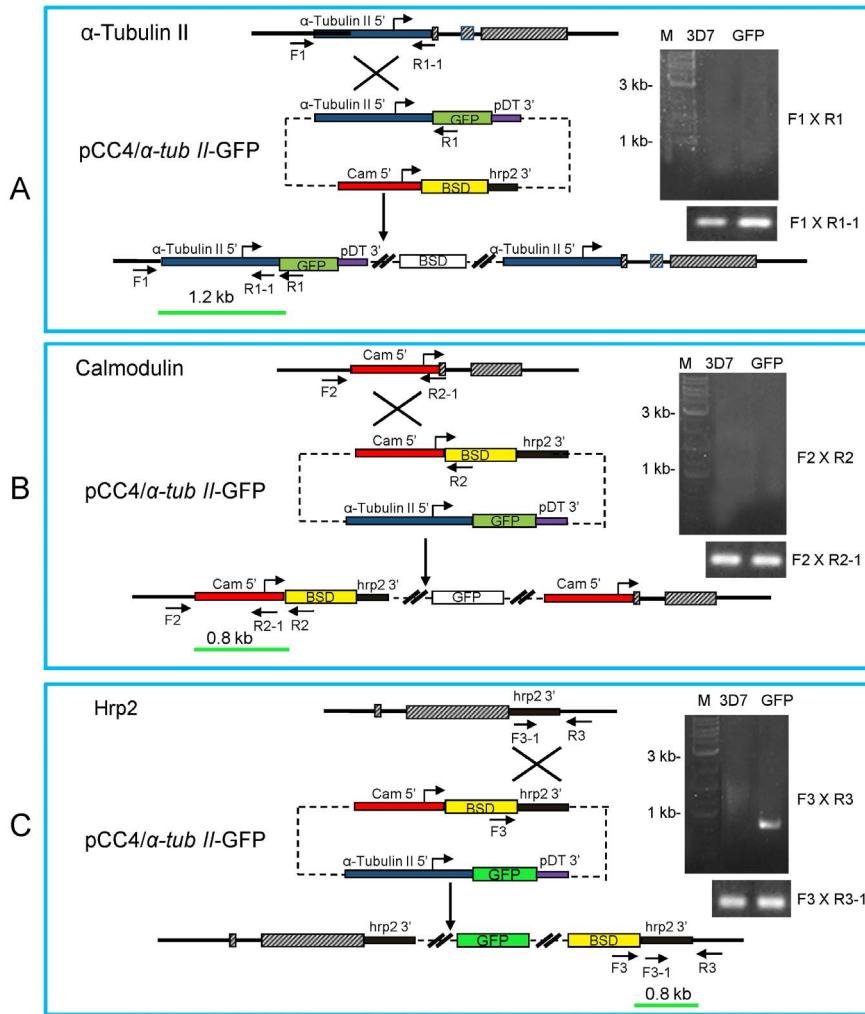 A
α-Tubulin II
α-Tubulin II 5'
F1
R1-1
α-Tubulin II 5'
GFP
pDT 3'
R1
pCC4/α-tub II-GFP
Cam 5'
BSD
hrp2 3'
α-Tubulin II 5'
GFP
pDT 3'
BSD
α-Tubulin II 5'
F1
R1-1
R1
1.2 kb
M 3D7 GFP
3 kb-
1 kb-
F1 X R1
F1 X R1-1
B
Calmodulin
Cam 5'
F2
R2-1
Cam 5'
BSD
hrp2 3'
R2
pCC4/α-tub II-GFP
α-Tubulin II 5'
GFP
pDT 3'
Cam 5'
BSD
hrp2 3'
GFP
Cam 5'
F2
R2-1
R2
0.8 kb
M 3D7 GFP
3 kb-
1 kb-
F2 X R2
F2 X R2-1
C
Hrp2
hrp2 3'
F3-1
R3
Cam 5'
BSD
hrp2 3'
F3
pCC4/α-tub II-GFP
α-Tubulin II 5'
GFP
pDT 3'
hrp2 3'
GFP
BSD
hrp2 3'
F3
F3-1
R3
0.8 kb
M 3D7 GFP
3 kb-
1 kb-
F3 X R3
F3 X R3-1